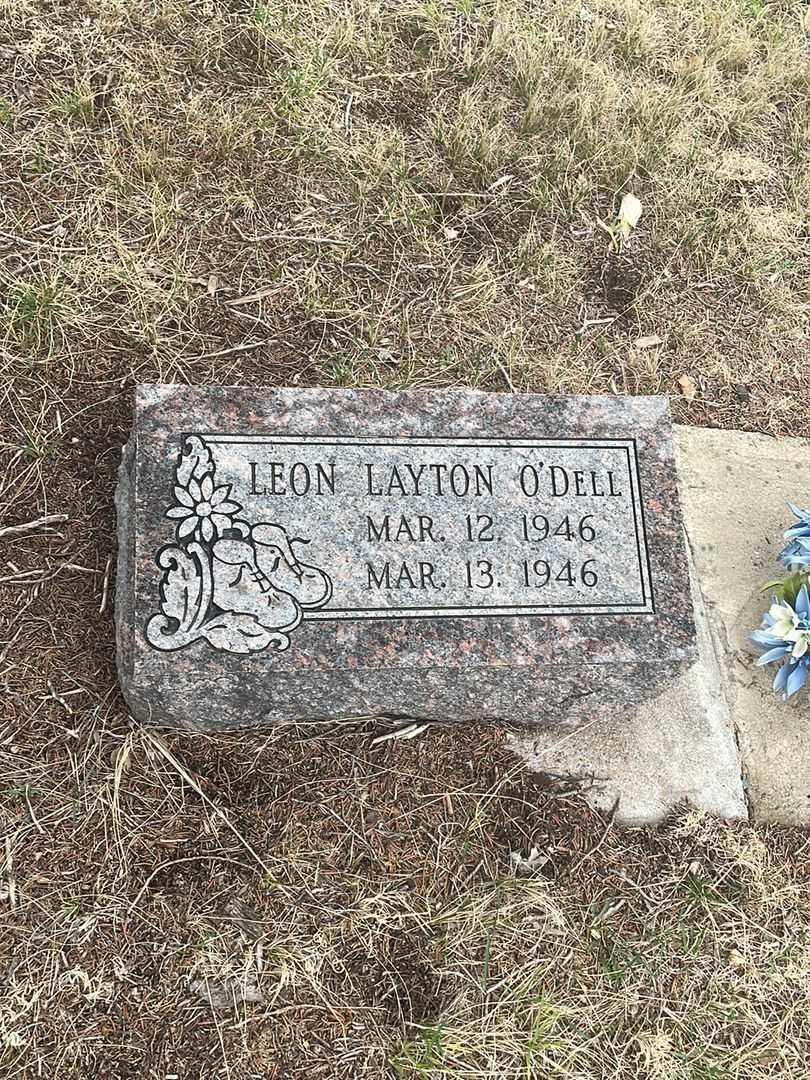 LEON LAYTON O'DELL
MAR. 12. 1946
MAR. 13. 1946